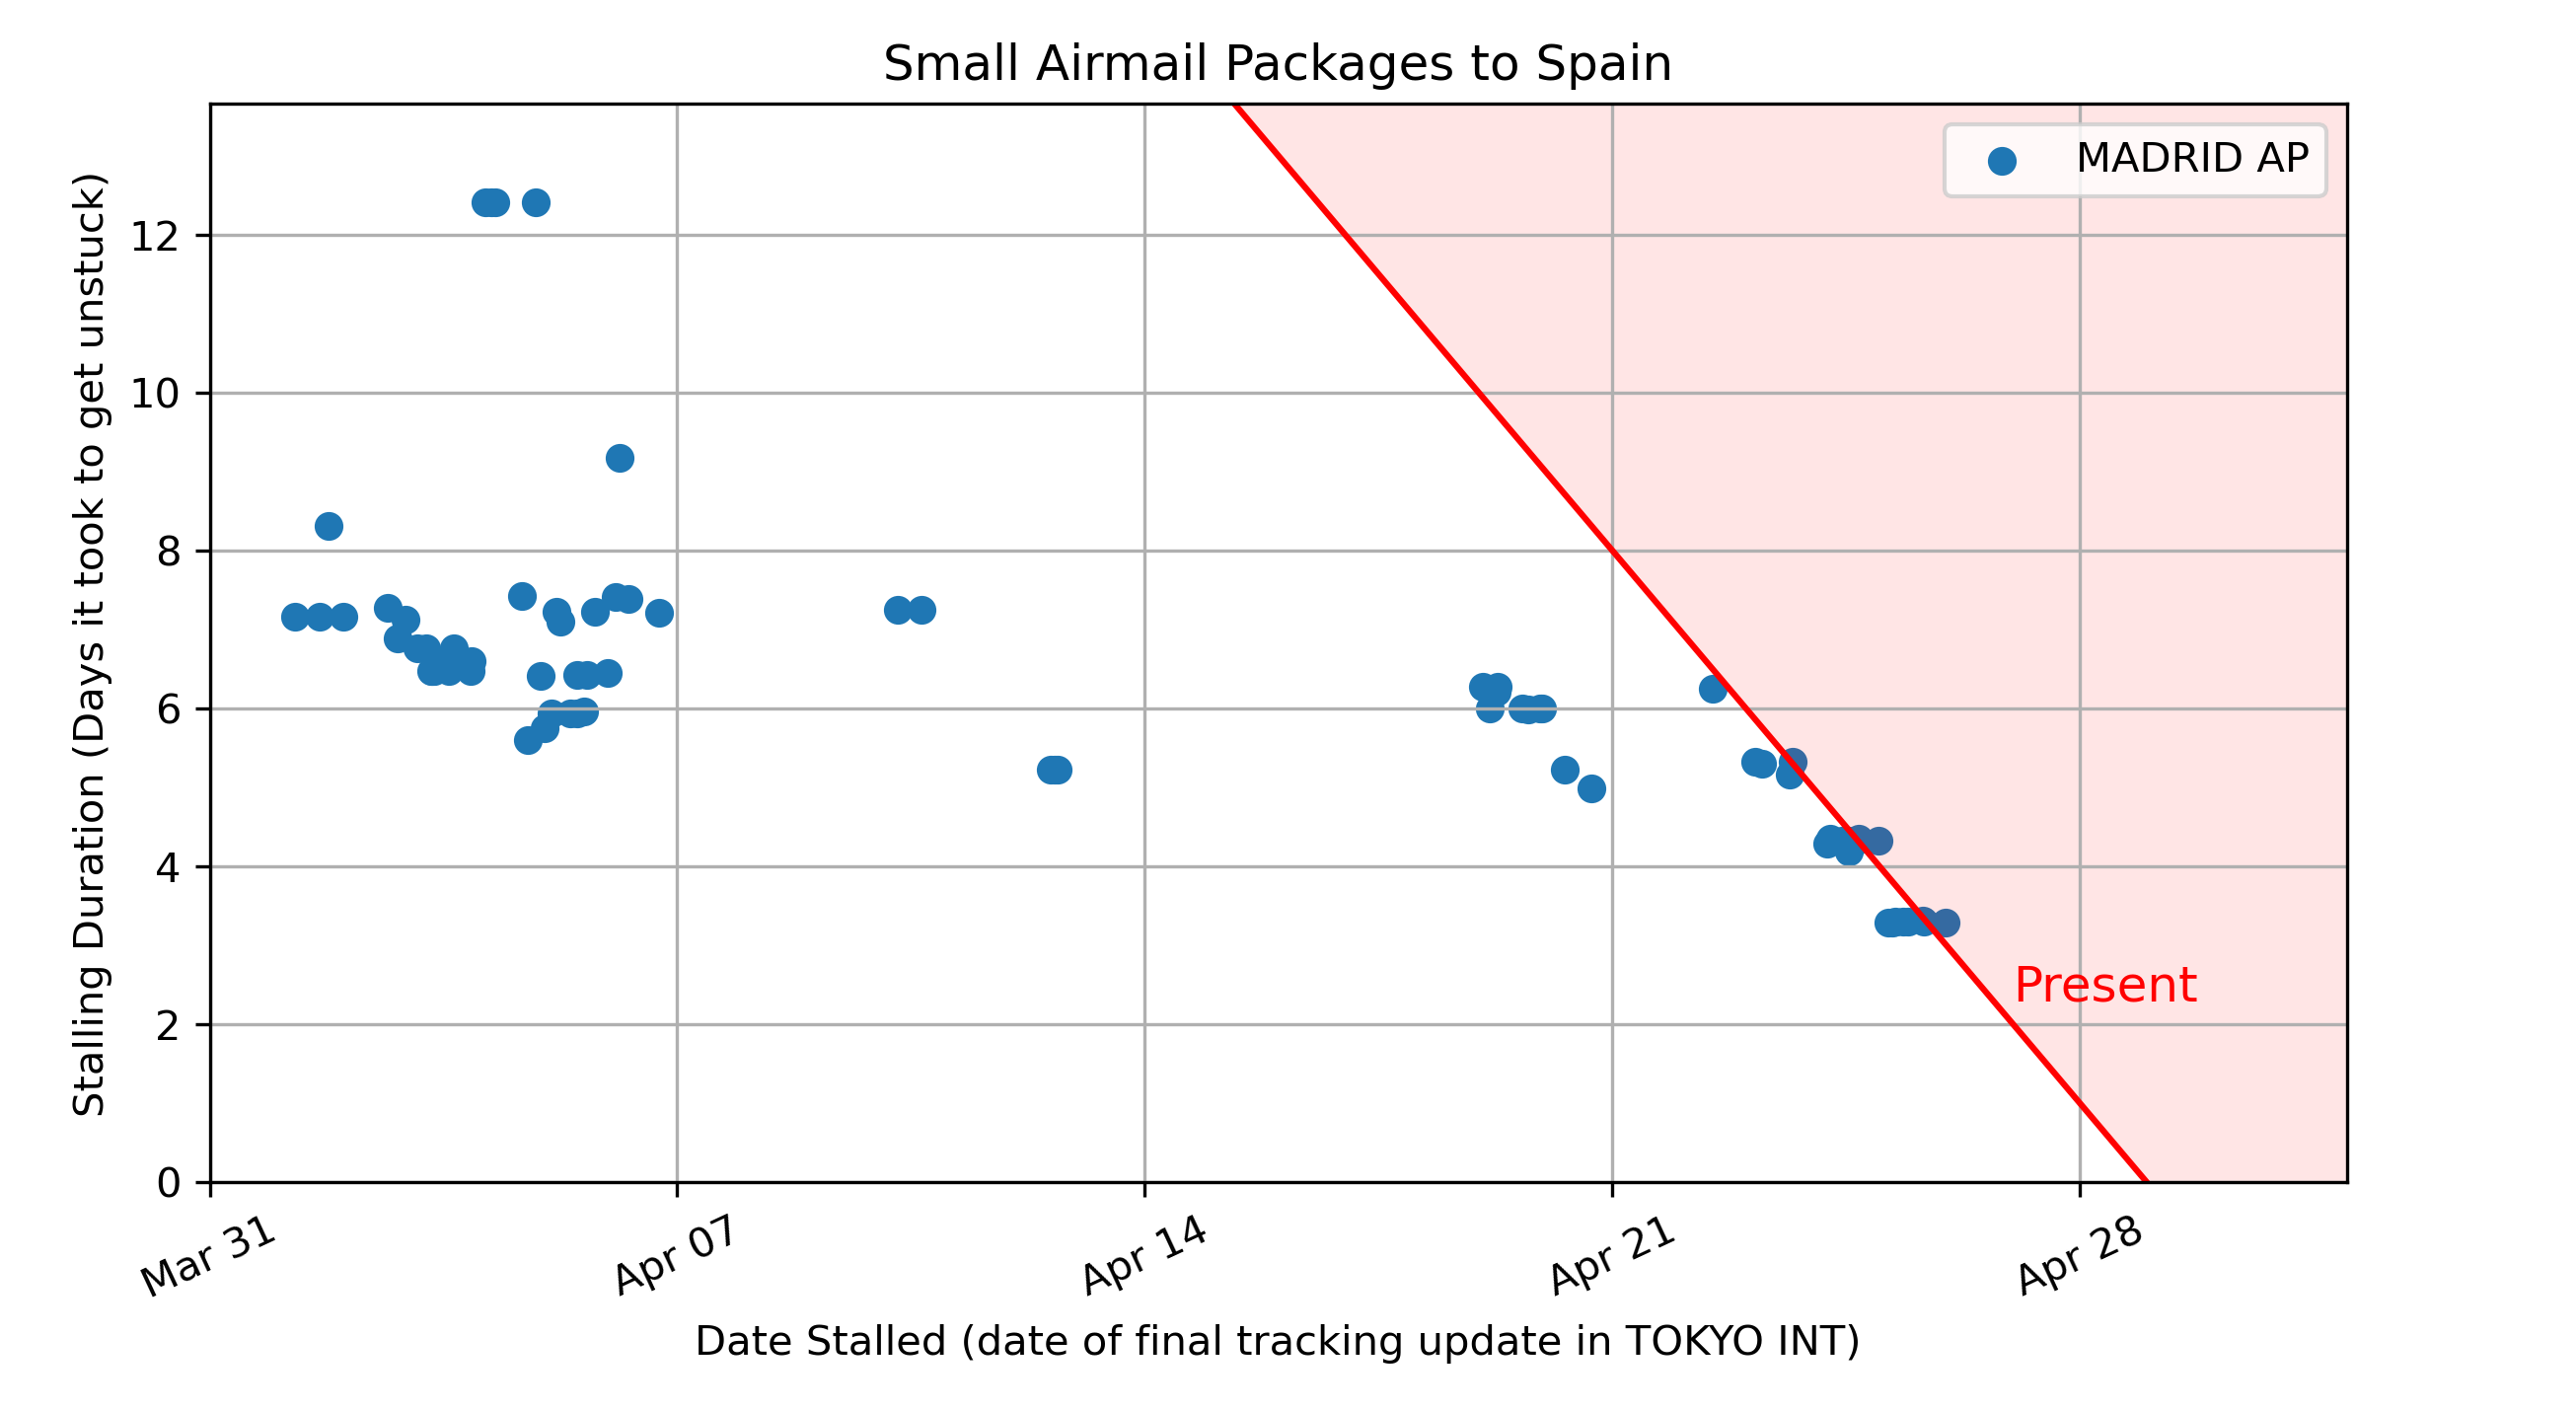 Small Airmail Packages to Spain
MADRID AP
Stalling Duration (Days it took to get unstuck)
12
10
8
6
4
2
0
Present
Mar 31
Apr 07
Apr 14
Apr 21
Apr 28
Date Stalled (date of final tracking update in TOKYO INT)